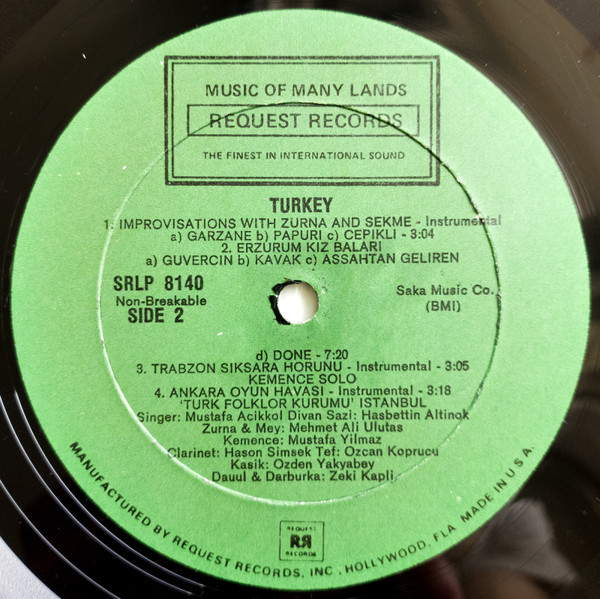 MUSIC OF MANY LANDS
REQUEST RECORDS
THE FINEST IN INTERNATIONAL SOUND
TURKEY
1. IMPROVISATIONS WITH ZURNA AND SEKME - Instrumental
a) GARZANE b) PAPURI c) CEPIKLI - 3:04
2. ERZURUM KIZ BALARI
a) GUVERCIN b) KAVAK c) ASSAHTAN GELIREN
SRLP 8140
Non-Breakable
SIDE 2
Saka Music Co.
(BMI)
d) DONE - 7:20
3. TRABZON SIKSARA HORUNU - Instrumental - 3:05
KEMENCE SOLO
4. ANKARA OYUN HAVASI - Instrumental - 3:18
'TURK FOLKLOR KURUMU' ISTANBUL
Singer: Mustafa Acikkol Divan Sazi: Hasbettin Altinok
Zurna & Mey: Mehmet Ali Ulutas
Kemence: Mustafa Yilmaz
Clarinet: Hason Simsek Tef: Ozcan Koprucu
Kasik: Ozden Yakyabey
Dauul & Darburka: Zeki Kapli
REQUEST
RR
RECORDS
MANUFACTURED BY REQUEST RECORDS, INC., HOLLYWOOD, FLA. MADE IN U.S.A.